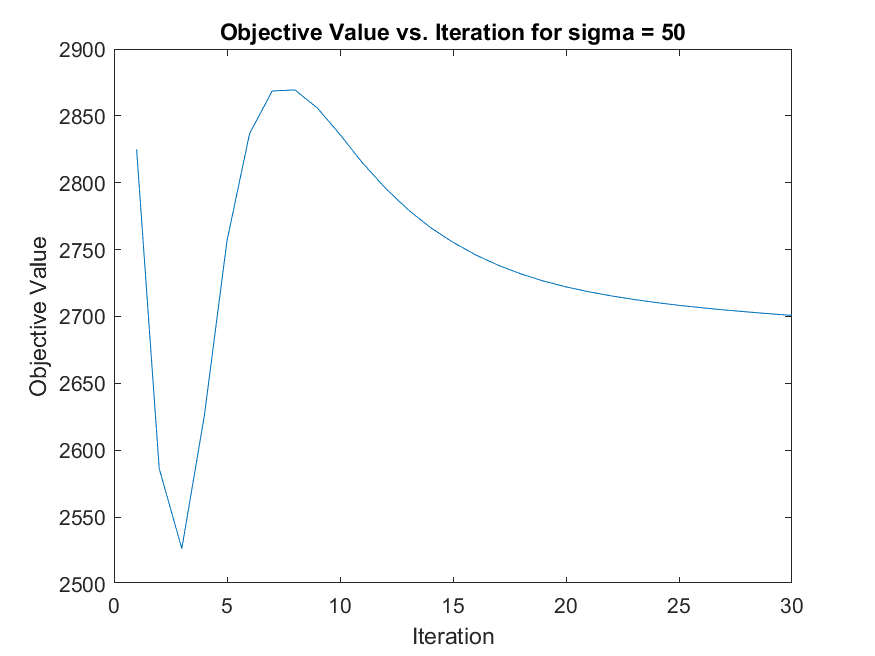 Objective Value vs. Iteration for sigma = 50
2900
2850
2800
2750
2700
2650
2600
2550
2500
Objective Value
0 5 10 15 20 25 30
Iteration